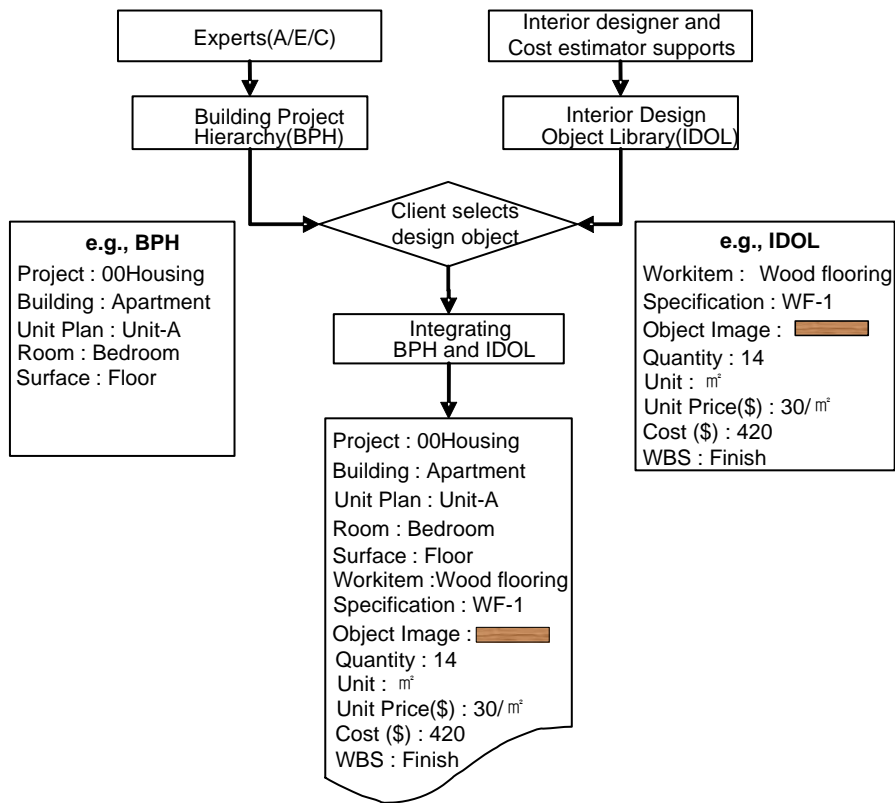 Experts(A/E/C)
Interior designer and
Cost estimator supports
Building Project
Hierarchy(BPH)
Interior Design
Object Library(IDOL)
Client selects
design object
e.g., BPH
Project : 00Housing
Building : Apartment
Unit Plan : Unit-A
Room : Bedroom
Surface : Floor
e.g., IDOL
Workitem : Wood flooring
Specification : WF-1
Object Image :
Quantity : 14
Unit : ㎡
Unit Price($) : 30/㎡
Cost ($) : 420
WBS : Finish
Integrating
BPH and IDOL
Project : 00Housing
Building : Apartment
Unit Plan : Unit-A
Room : Bedroom
Surface : Floor
Workitem :Wood flooring
Specification : WF-1
Object Image :
Quantity : 14
Unit : ㎡
Unit Price($) : 30/㎡
Cost ($) : 420
WBS : Finish